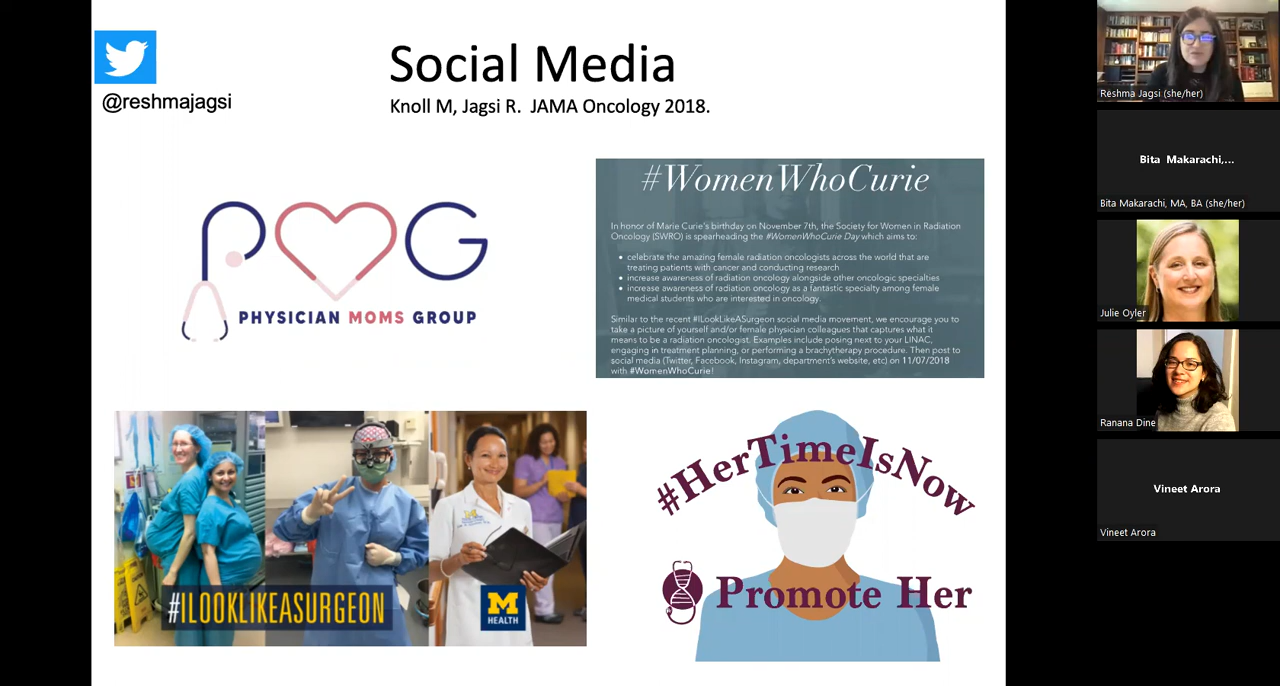 @reshmajagsi
Social Media
Knoll M, Jagsi R. JAMA Oncology 2018.
PMG
PHYSICIAN MOMS GROUP
#WomenWhoCurie
In honor of Marie Curie's birthday on November 7th, the Society for Women in Radiation
Oncology (SWRO) is spearheading the #WomenWhoCurie Day which aims to:
• celebrate the amazing female radiation oncologists across the world that are
treating patients with cancer and conducting research
• increase awareness of radiation oncology alongside other oncologic specialties
• increase awareness of radiation oncology as a fantastic specialty among female
medical students who are interested in oncology.
Similar to the recent #ILookLikeASurgeon social media movement, we encourage you to
take a picture of yourself and/or female physician colleagues that captures what it
means to be a radiation oncologist. Examples include posing next to your LINAC,
engaging in treatment planning, or performing a brachytherapy procedure. Then post to
social media (Twitter, Facebook, Instagram, department's website, etc) on 11/07/2018
with #WomenWhoCurie!
#ILOOKLIKEASURGEON
M
HEALTH
#HerTimeIsNow
Promote Her
Reshma Jagsi (she/her)
Bita Makarachi,...
Bita Makarachi, MA, BA (she/her)
Julie Oyler
Ranana Dine
Vineet Arora
Vineet Arora